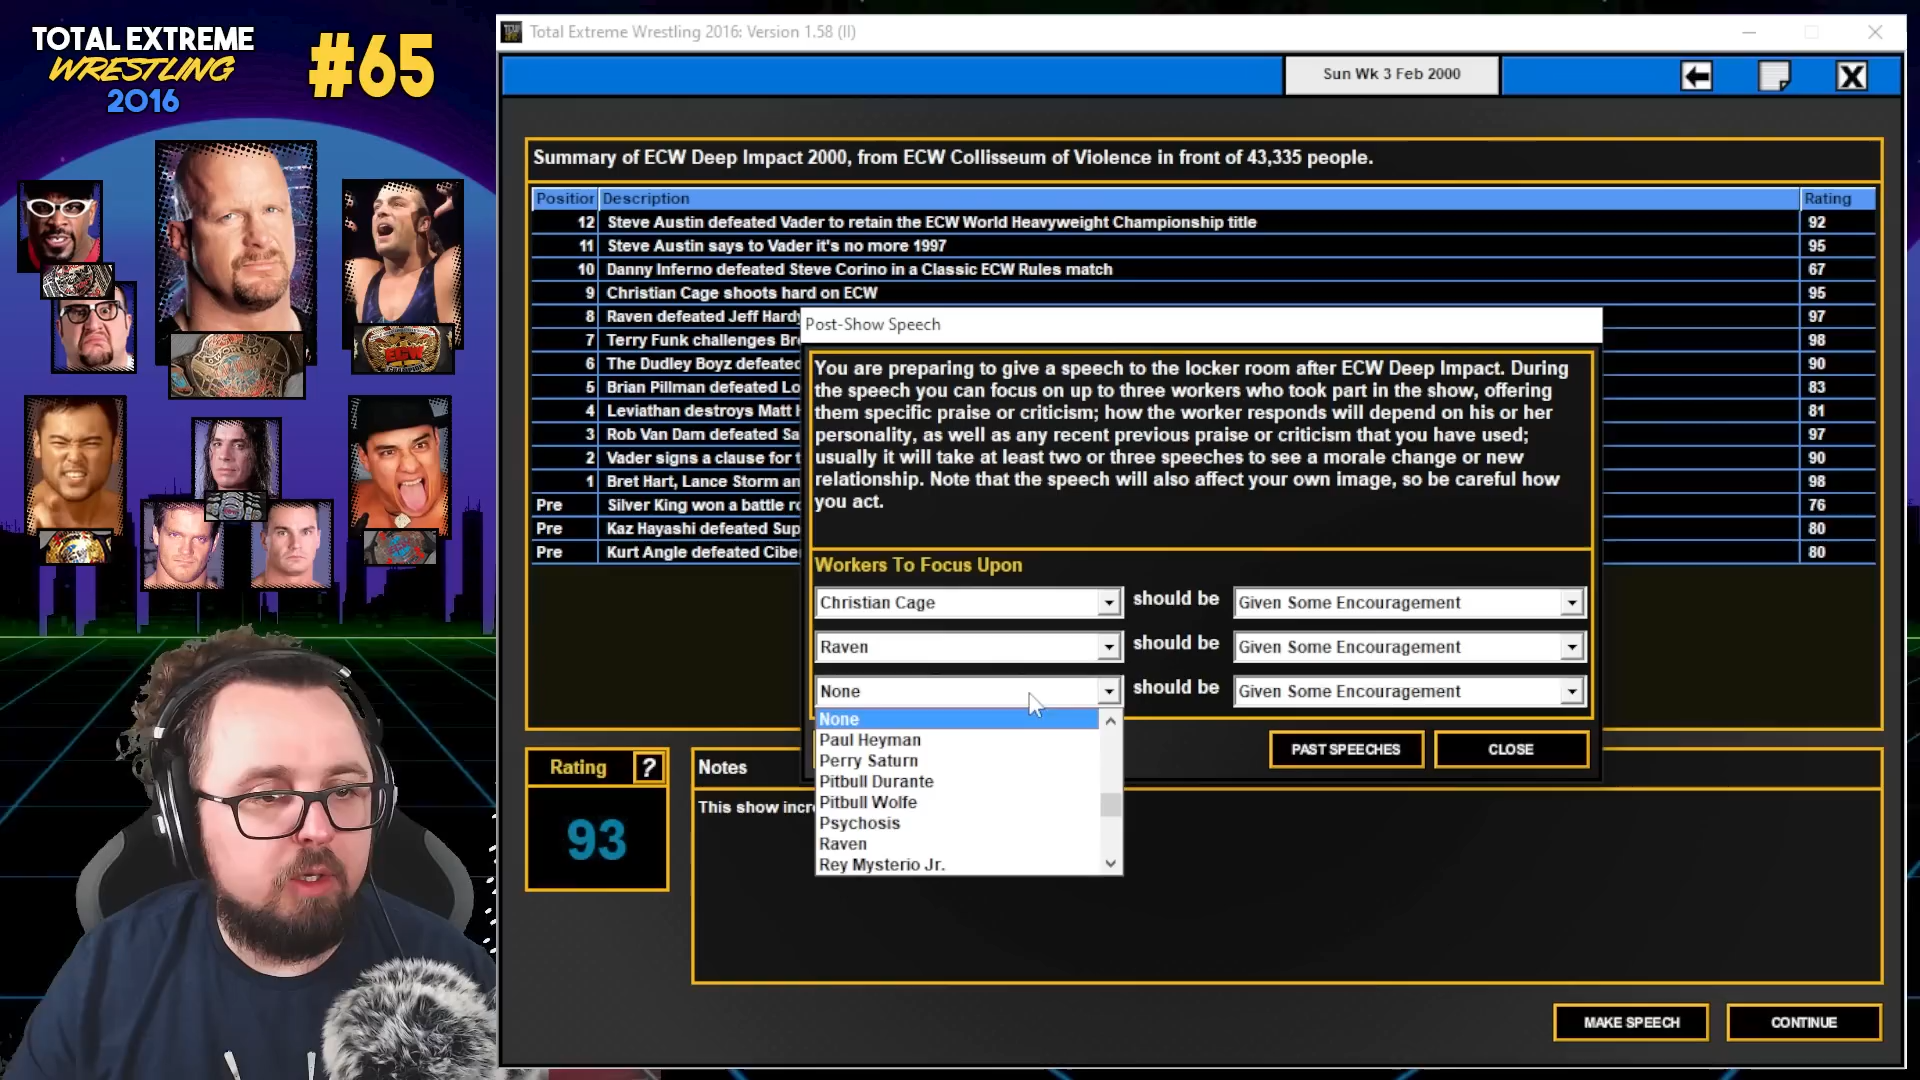 TOTAL EXTREME
WRESTLING
2016
#65
Total Extreme Wrestling 2016: Version 1.58 (II)
Sun Wk 3 Feb 2000
Summary of ECW Deep Impact 2000, from ECW Collisseum of Violence in front of 43,335 people.
Position Description Rating
12 Steve Austin defeated Vader to retain the ECW World Heavyweight Championship title 92
11 Steve Austin says to Vader it's no more 1997 95
10 Danny Inferno defeated Steve Corino in a Classic ECW Rules match 67
9 Christian Cage shoots hard on ECW 95
8 Raven defeated Jeff Hardy 97
7 Terry Funk challenges Br 98
6 The Dudley Boyz defeated 90
5 Brian Pillman defeated Lo 83
4 Leviathan destroys Matt H 81
3 Rob Van Dam defeated Sa 97
2 Vader signs a clause for t 90
1 Bret Hart, Lance Storm an 98
Pre Silver King won a battle ro 76
Pre Kaz Hayashi defeated Sup 80
Pre Kurt Angle defeated Cibe 80
Post-Show Speech
You are preparing to give a speech to the locker room after ECW Deep Impact. During
the speech you can focus on up to three workers who took part in the show, offering
them specific praise or criticism; how the worker responds will depend on his or her
personality, as well as any recent previous praise or criticism that you have used;
usually it will take at least two or three speeches to see a morale change or new
relationship. Note that the speech will also affect your own image, so be careful how
you act.
Workers To Focus Upon
Christian Cage should be Given Some Encouragement
Raven should be Given Some Encouragement
None should be Given Some Encouragement
None
Paul Heyman
Perry Saturn
Pitbull Durante
Pitbull Wolfe
Psychosis
Raven
Rey Mysterio Jr.
PAST SPEECHES CLOSE
Rating ?
93
Notes
This show incr
MAKE SPEECH CONTINUE